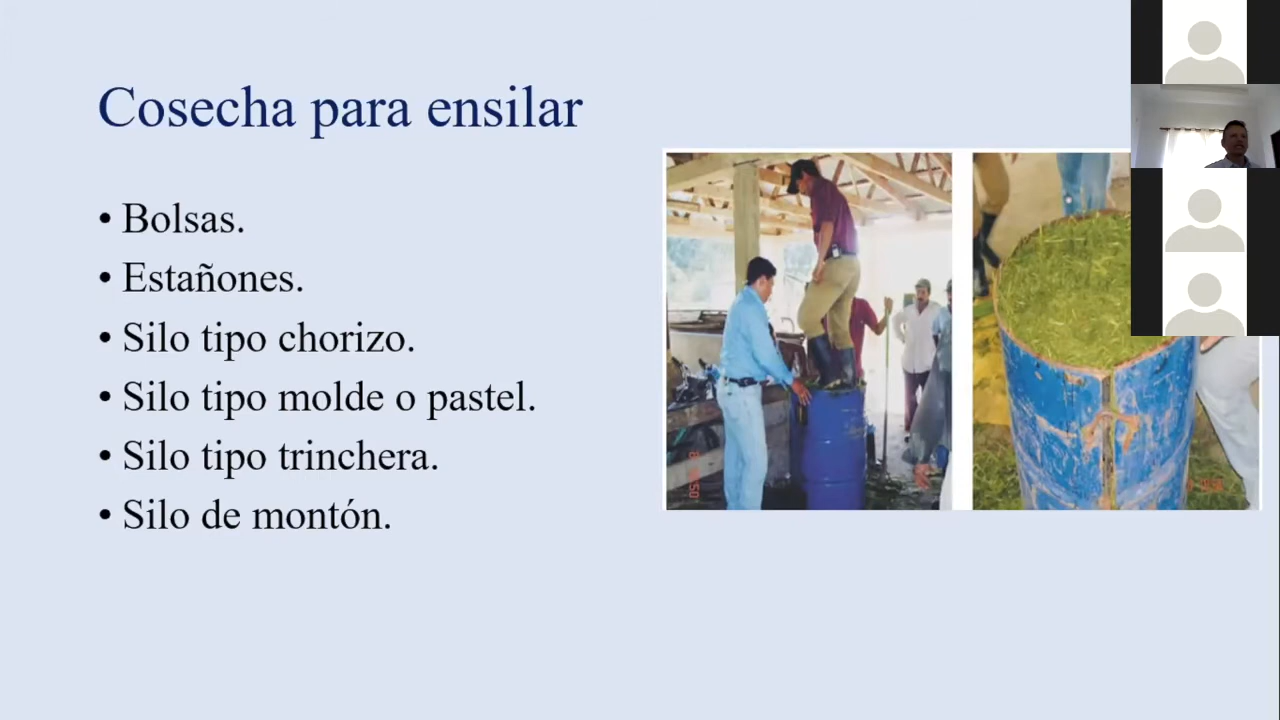 Cosecha para ensilar
• Bolsas.
• Estañones.
• Silo tipo chorizo.
• Silo tipo molde o pastel.
• Silo tipo trinchera.
• Silo de montón.